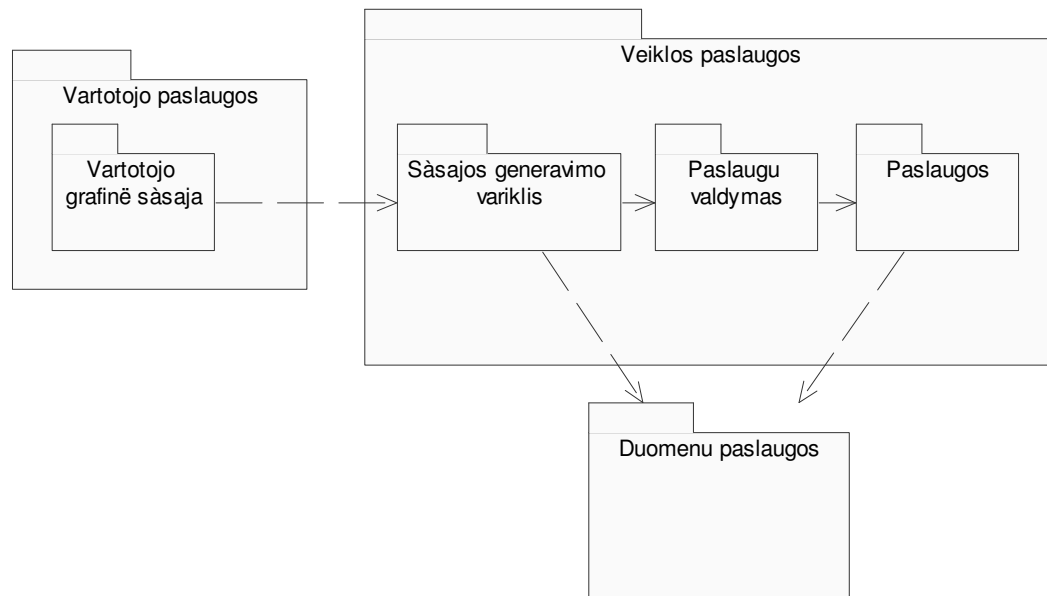 Veiklos paslaugos
Vartotojo paslaugos
Vartotojo
grafinë sàsaja
Sàsajos generavimo
variklis
Paslaugu
valdymas
Paslaugos
Duomenu paslaugos